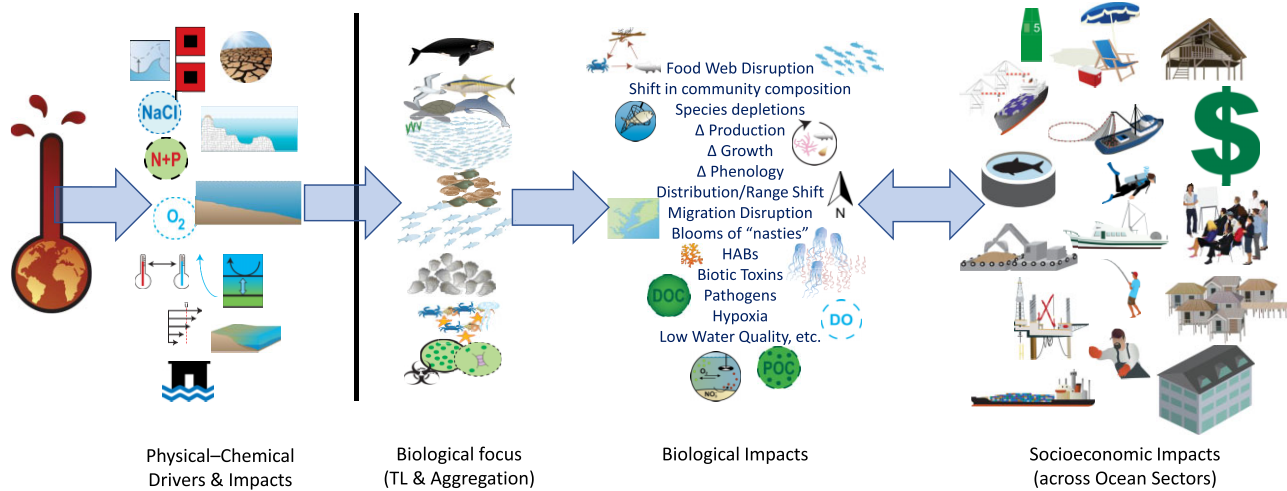 NaCl
N+P
O2
Food Web Disruption
Shift in community composition
Species depletions
Δ Production
Δ Growth
Δ Phenology
Distribution/Range Shift
Migration Disruption
Blooms of “nasties”
HABs
Biotic Toxins
Pathogens
Hypoxia
Low Water Quality, etc.
N
DOC
DO
POC
O2
NO3
5
$
Physical–Chemical
Drivers & Impacts
Biological focus
(TL & Aggregation)
Biological Impacts
Socioeconomic Impacts
(across Ocean Sectors)